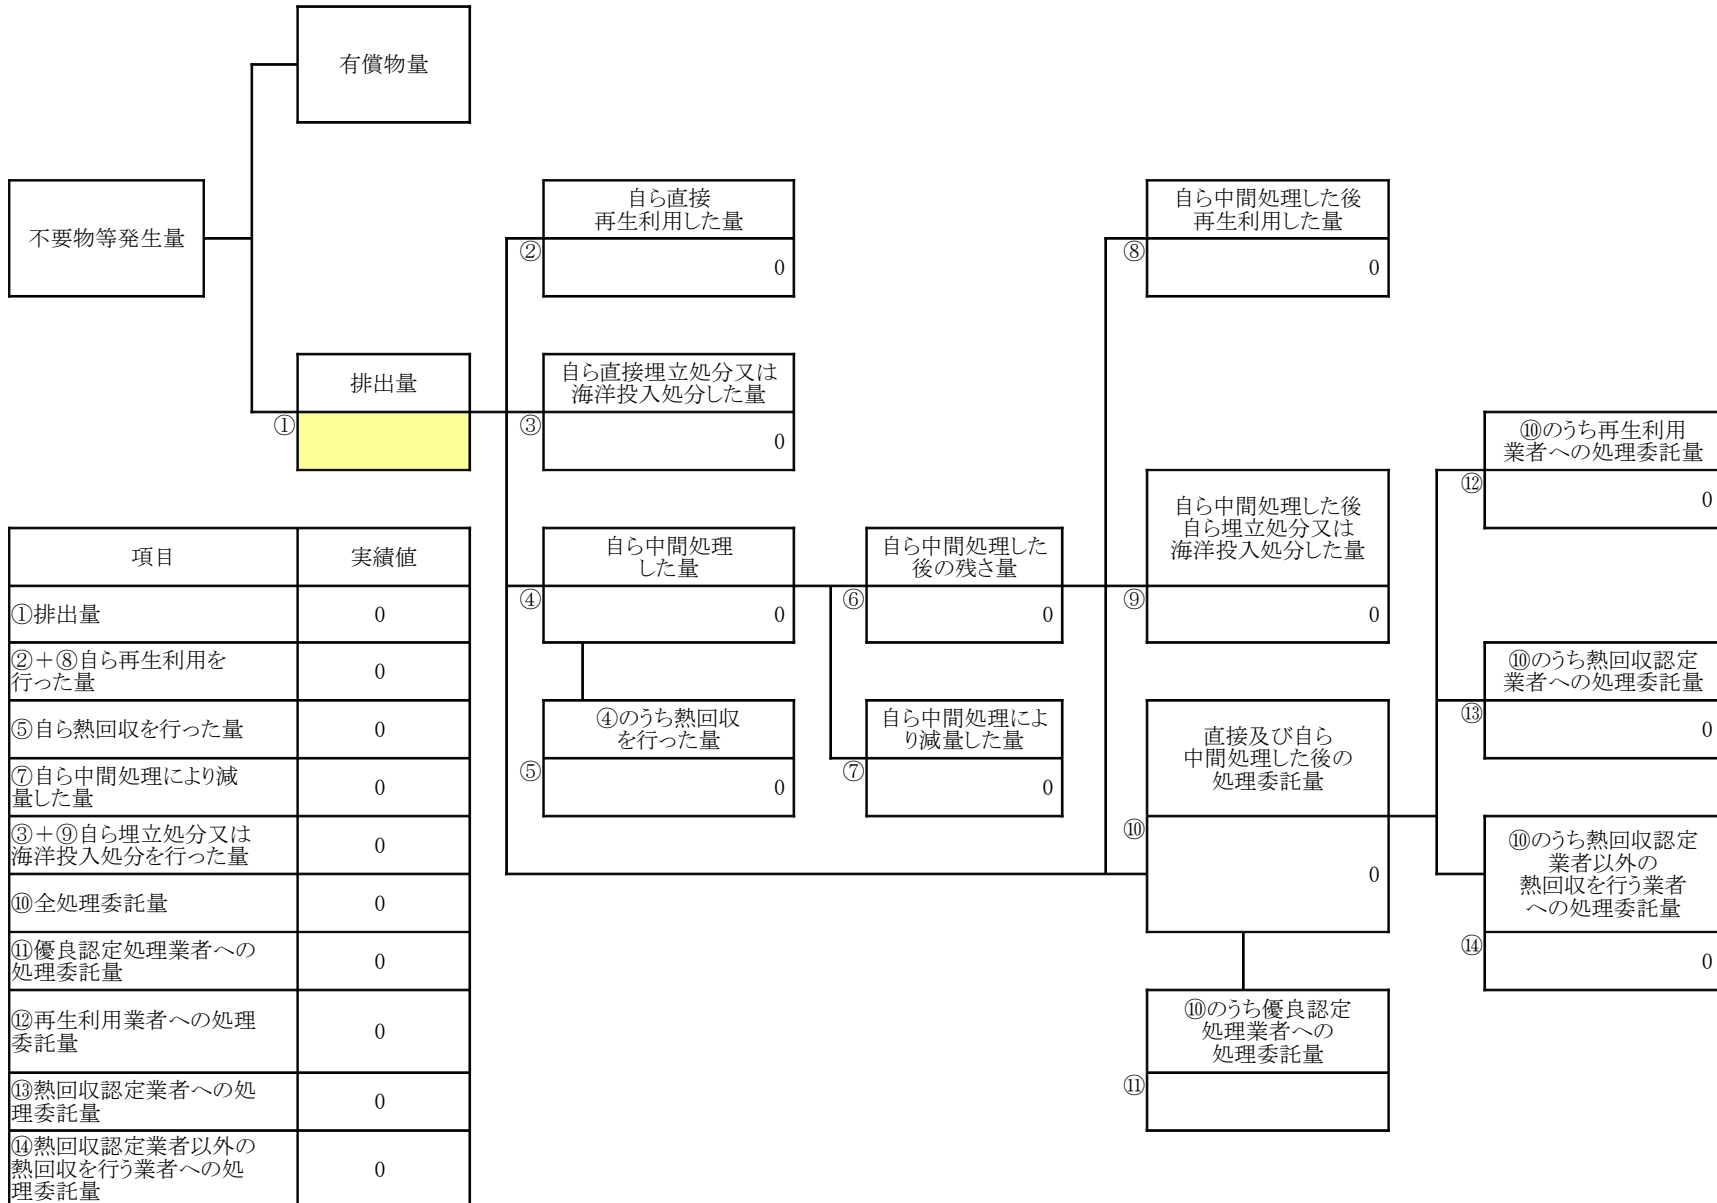 有償物量
不要物等発生量
排出量
①
自ら直接
再生利用した量
②
0
自ら直接埋立処分又は
海洋投入処分した量
③
0
自ら中間処理
した量
④
0
④のうち熱回収
を行った量
⑤
0
自ら中間処理した
後の残さ量
⑥
0
自ら中間処理によ
り減量した量
⑦
0
自ら中間処理した後
再生利用した量
⑧
0
自ら中間処理した後
自ら埋立処分又は
海洋投入処分した量
⑨
0
直接及び自ら
中間処理した後の
処理委託量
⑩
0
⑩のうち優良認定
処理業者への
処理委託量
⑪
⑩のうち再生利用
業者への処理委託量
⑫
0
⑩のうち熱回収認定
業者への処理委託量
⑬
0
⑩のうち熱回収認定
業者以外の
熱回収を行う業者
への処理委託量
⑭
0
項目 実績値
①排出量 0
②+⑧自ら再生利用を
行った量 0
⑤自ら熱回収を行った量 0
⑦自ら中間処理により減
量した量 0
③+⑨自ら埋立処分又は
海洋投入処分を行った量 0
⑩全処理委託量 0
⑪優良認定処理業者への
処理委託量 0
⑫再生利用業者への処理
委託量 0
⑬熱回収認定業者への処
理委託量 0
⑭熱回収認定業者以外の
熱回収を行う業者への処
理委託量 0